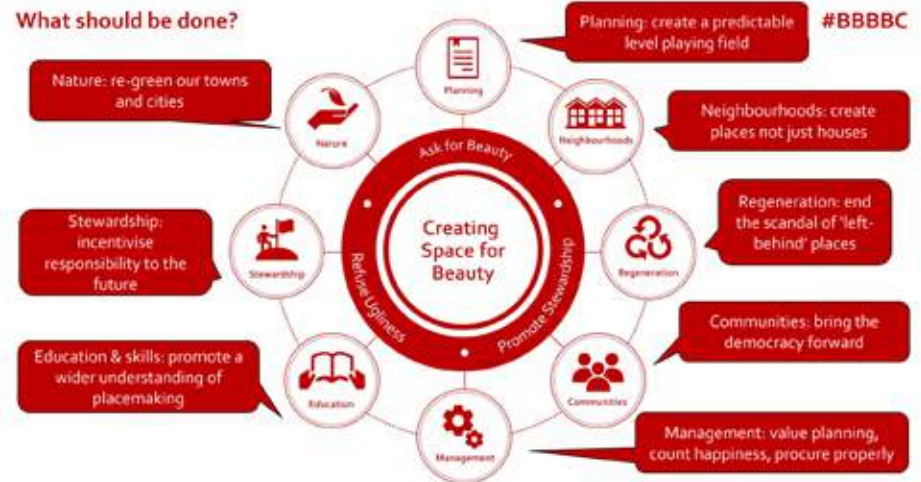 What should be done?
#BBBBC
Planning: create a predictable
level playing field
Nature: re-green our towns
and cities
Neighbourhoods: create
places not just houses
Stewardship:
incentivise
responsibility to the
future
Regeneration: end
the scandal of 'left-
behind' places
Education & skills: promote a
wider understanding of
placemaking
Communities: bring the
democracy forward
Management: value planning,
count happiness, procure properly
Planning
Neighbourhoods
Regeneration
Communities
Management
Education
Stewardship
Nature
Ask for Beauty
Promote Stewardship
Refuse Ugliness
Creating
Space for
Beauty